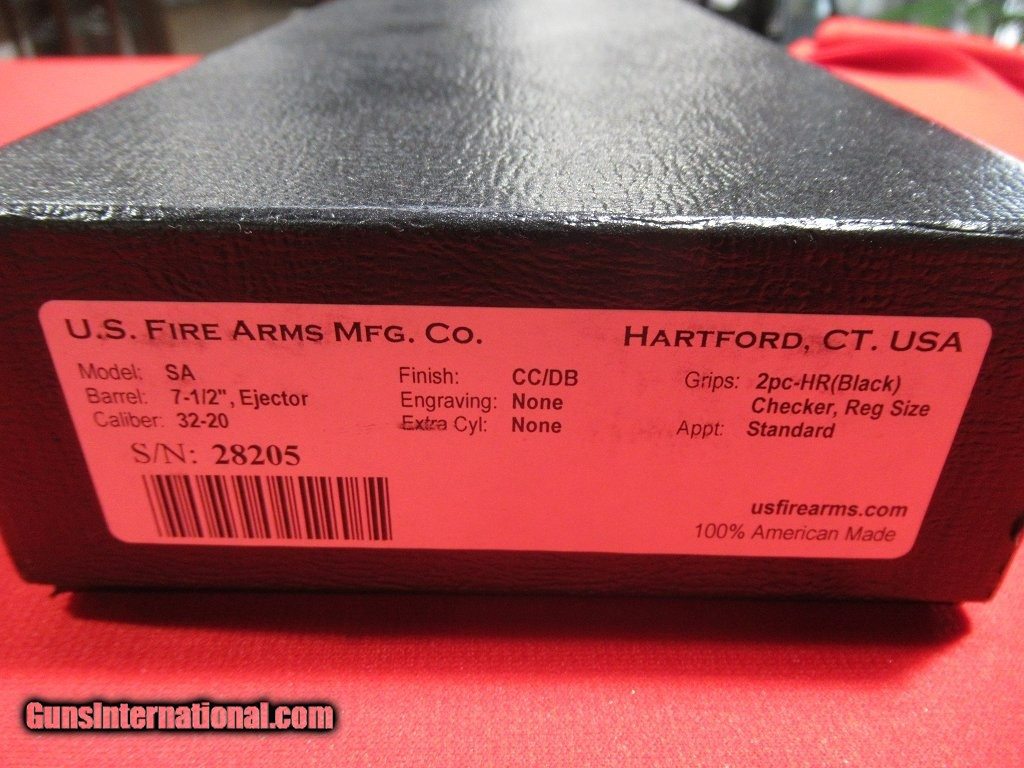 U.S. FIRE ARMS MFG. CO. HARTFORD, CT. USA
Model: SA Finish: CC/DB Grips: 2pc-HR(Black)
Barrel: 7-1/2", Ejector Engraving: None Checker, Reg Size
Caliber: 32-20 Extra Cyl: None Appt: Standard
S/N: 28205
usfirearms.com
100% American Made
GunsInternational.com